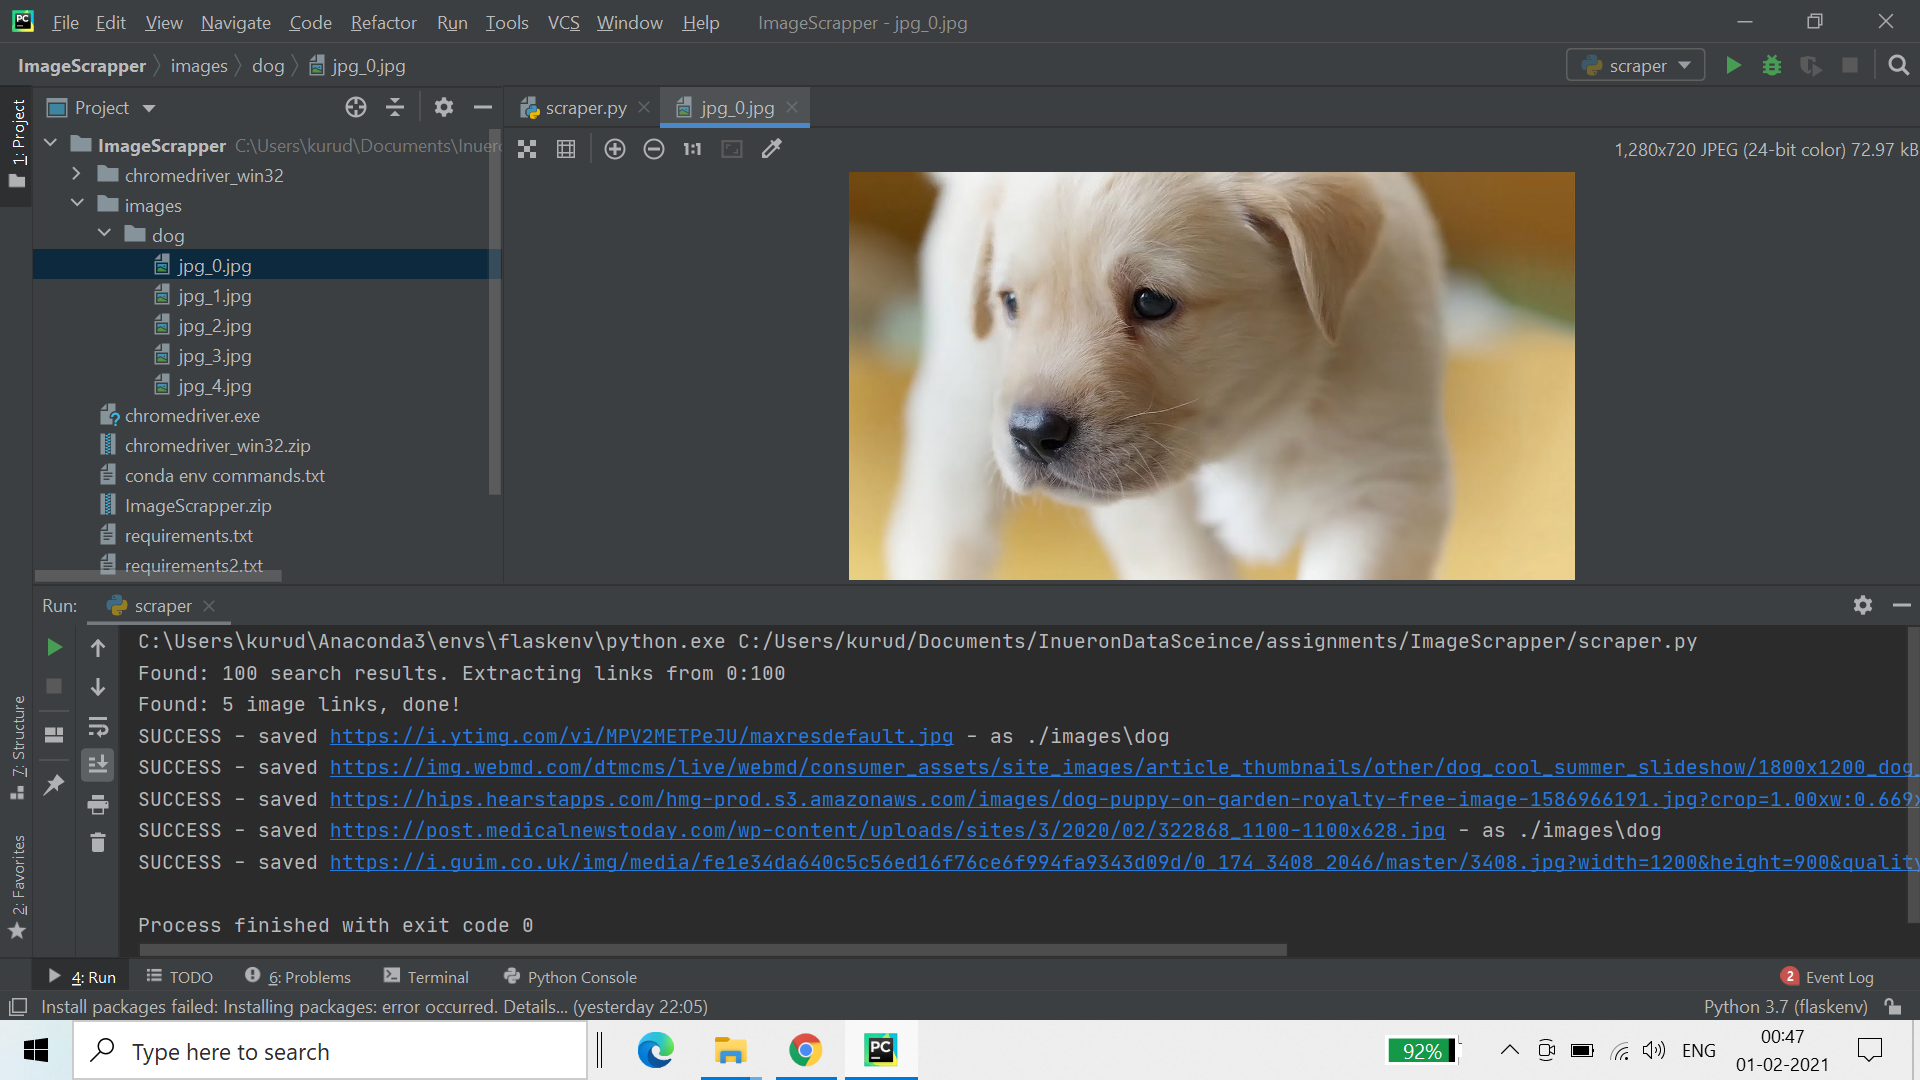 File Edit View Navigate Code Refactor Run Tools VCS Window Help ImageScrapper - jpg_0.jpg
ImageScrapper images dog jpg_0.jpg scraper
1: Project
Project
scraper.py jpg_0.jpg
ImageScrapper C:\Users\kurud\Documents\Inuer
1:1
1,280x720 JPEG (24-bit color) 72.97 kB
chromedriver_win32
images
dog
jpg_0.jpg
jpg_1.jpg
jpg_2.jpg
jpg_3.jpg
jpg_4.jpg
chromedriver.exe
chromedriver_win32.zip
conda env commands.txt
ImageScrapper.zip
requirements.txt
requirements2.txt
Run: scraper
C:\Users\kurud\Anaconda3\envs\flaskenv\python.exe C:/Users/kurud/Documents/InueronDataSceince/assignments/ImageScrapper/scraper.py
Found: 100 search results. Extracting links from 0:100
Found: 5 image links, done!
SUCCESS - saved https://i.ytimg.com/vi/MPV2METPeJU/maxresdefault.jpg - as ./images\dog
SUCCESS - saved https://img.webmd.com/dtmcms/live/webmd/consumer_assets/site_images/article_thumbnails/other/dog_cool_summer_slideshow/1800x1200_dog_
SUCCESS - saved https://hips.hearstapps.com/hmg-prod.s3.amazonaws.com/images/dog-puppy-on-garden-royalty-free-image-1586966191.jpg?crop=1.00xw:0.669x
SUCCESS - saved https://post.medicalnewstoday.com/wp-content/uploads/sites/3/2020/02/322868_1100-1100x628.jpg - as ./images\dog
SUCCESS - saved https://i.guim.co.uk/img/media/fe1e34da640c5c56ed16f76ce6f994fa9343d09d/0_174_3408_2046/master/3408.jpg?width=1200&height=900&quality
Process finished with exit code 0
7: Structure
2: Favorites
4: Run TODO 6: Problems Terminal Python Console 2 Event Log
Install packages failed: Installing packages: error occurred. Details... (yesterday 22:05) Python 3.7 (flaskenv)
Type here to search
PC
92%
ENG
00:47
01-02-2021